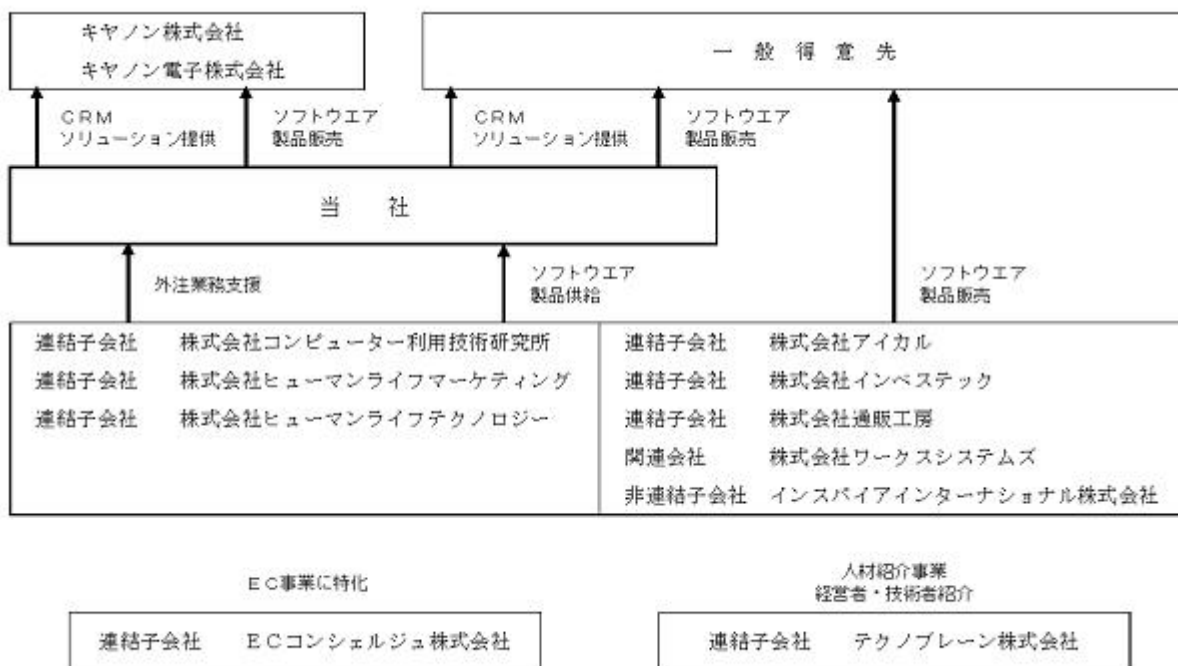 キヤノン株式会社
キヤノン電子株式会社
一般得意先
CRM
ソリューション提供
ソフトウエア
製品販売
CRM
ソリューション提供
ソフトウエア
製品販売
当社
外注業務支援
ソフトウエア
製品供給
ソフトウエア
製品販売
連結子会社 株式会社コンピューター利用技術研究所
連結子会社 株式会社ヒューマンライフマーケティング
連結子会社 株式会社ヒューマンライフテクノロジー
連結子会社 株式会社アイカル
連結子会社 株式会社インベステック
連結子会社 株式会社通販工房
関連会社 株式会社ワークスシステムズ
非連結子会社 インスパイアインターナショナル株式会社
EC事業に特化
連結子会社 ECコンシェルジュ株式会社
人材紹介事業
経営者・技術者紹介
連結子会社 テクノブレーン株式会社